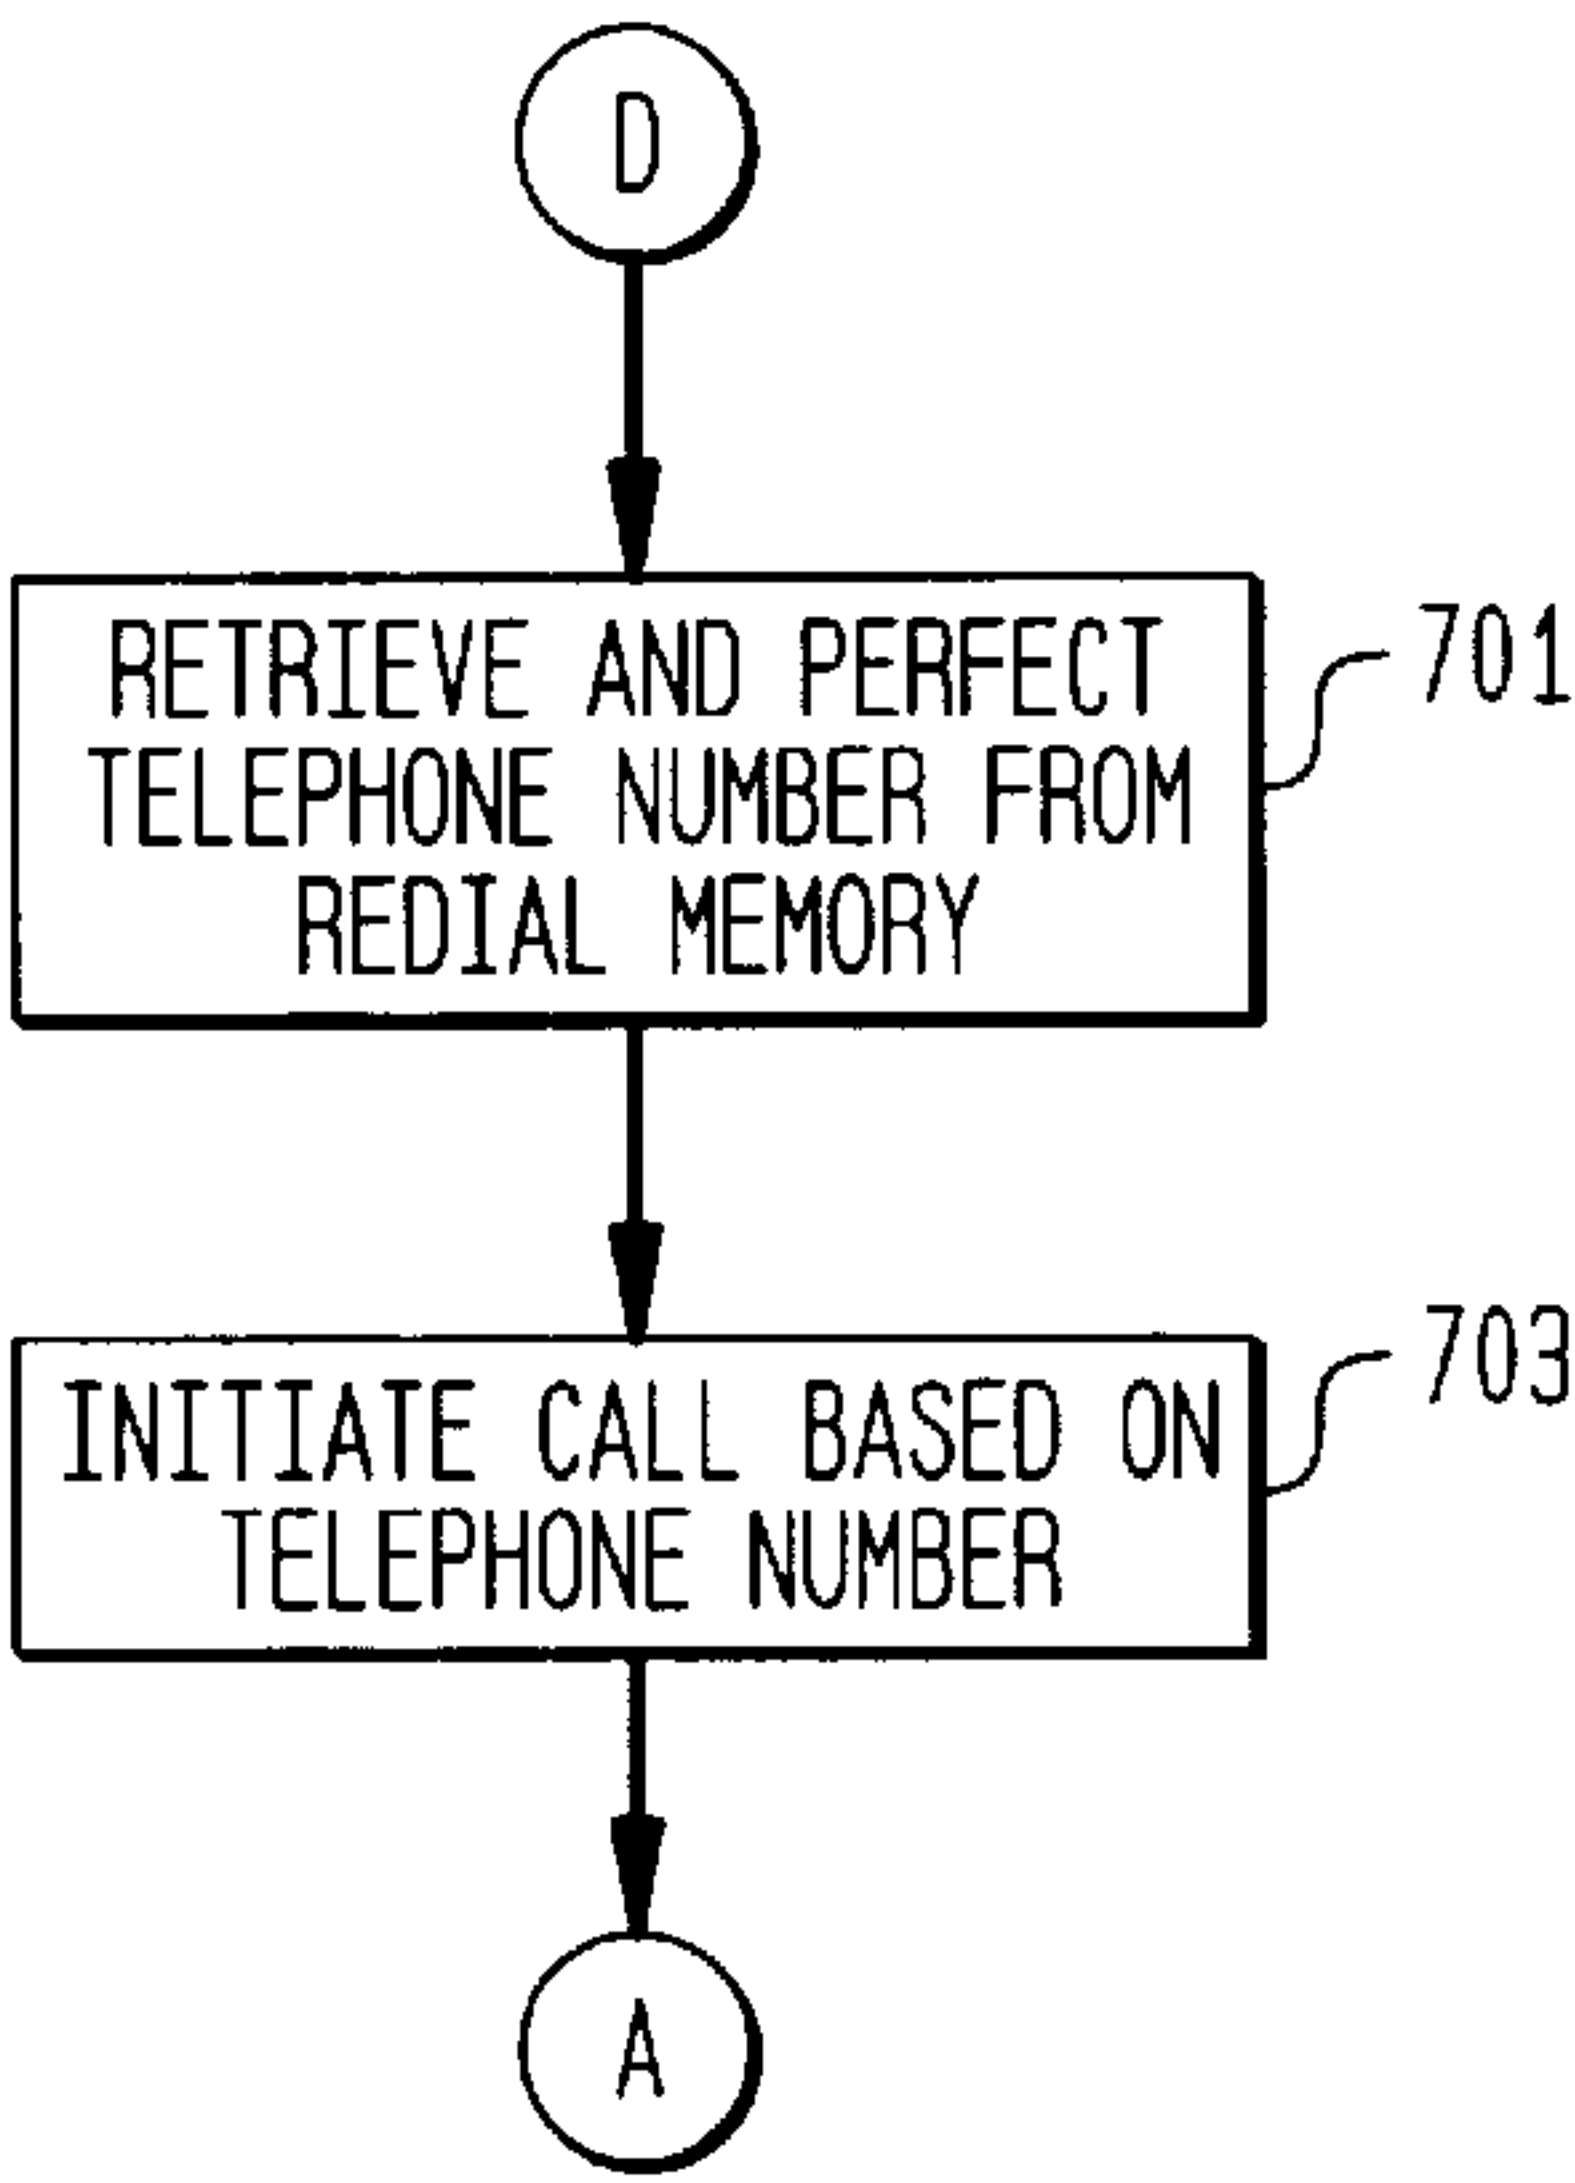 D
RETRIEVE AND PERFECT
TELEPHONE NUMBER FROM
REDIAL MEMORY
701
INITIATE CALL BASED ON
TELEPHONE NUMBER
703
A